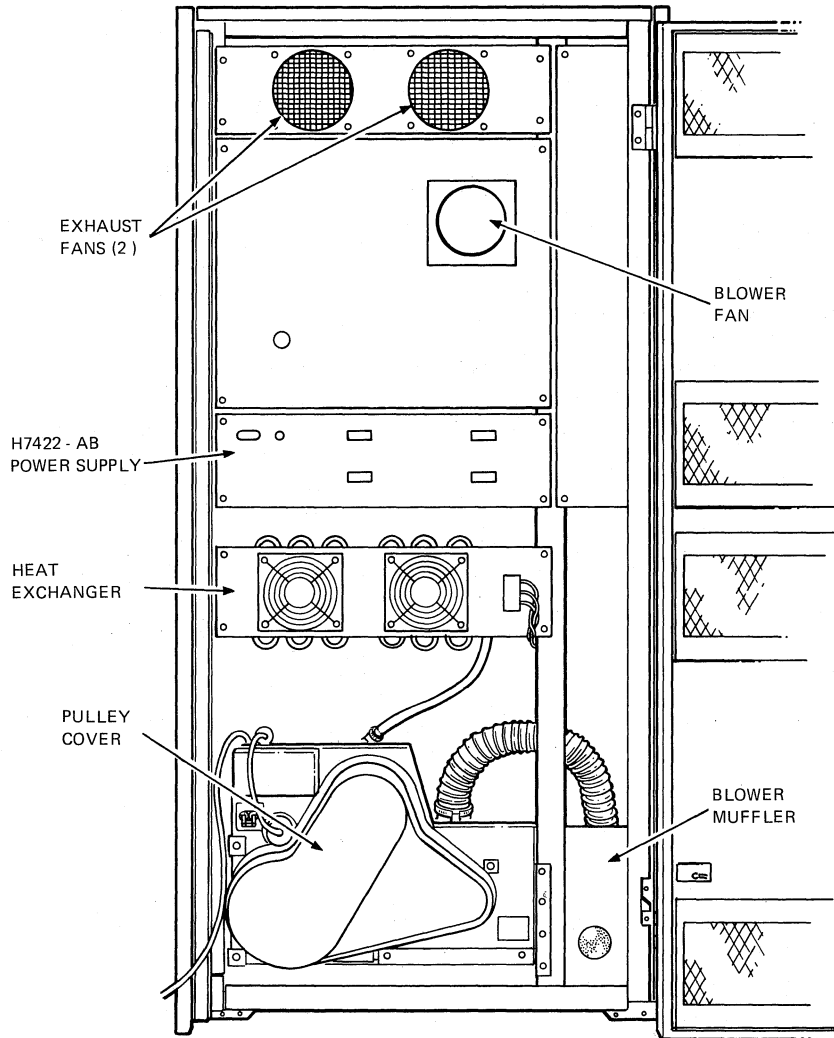 EXHAUST
FANS (2)
BLOWER
FAN
H7422 - AB
POWER SUPPLY
HEAT
EXCHANGER
PULLEY
COVER
BLOWER
MUFFLER